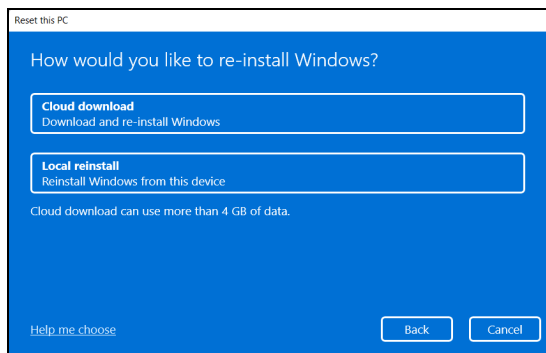 Reset this PC
How would you like to re-install Windows?
Cloud download
Download and re-install Windows
Local reinstall
Reinstall Windows from this device
Cloud download can use more than 4 GB of data.
Help me choose
Back
Cancel